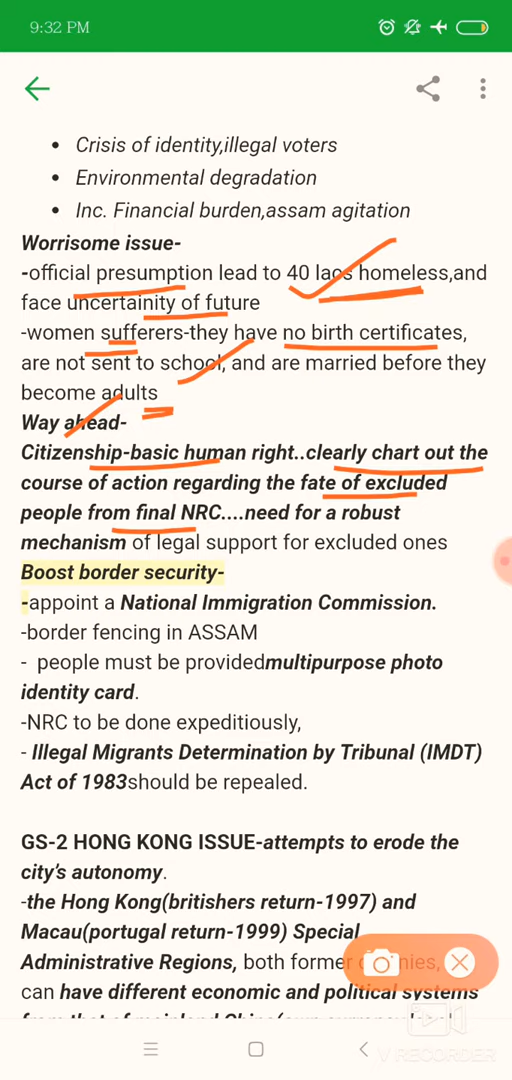 9:32 PM
• Crisis of identity,illegal voters
• Environmental degradation
• Inc. Financial burden,assam agitation
Worrisome issue-
-official presumption lead to 40 lacs homeless,and
face uncertainity of future
-women sufferers-they have no birth certificates,
are not sent to school, and are married before they
become adults
Way ahead-
Citizenship-basic human right..clearly chart out the
course of action regarding the fate of excluded
people from final NRC....need for a robust
mechanism of legal support for excluded ones
Boost border security-
-appoint a National Immigration Commission.
-border fencing in ASSAM
- people must be providedmultipurpose photo
identity card.
-NRC to be done expeditiously,
- Illegal Migrants Determination by Tribunal (IMDT)
Act of 1983should be repealed.
GS-2 HONG KONG ISSUE-attempts to erode the
city's autonomy.
-the Hong Kong(britishers return-1997) and
Macau(portugal return-1999) Special
Administrative Regions, both former
can have different economic and political systems
V RECORDER